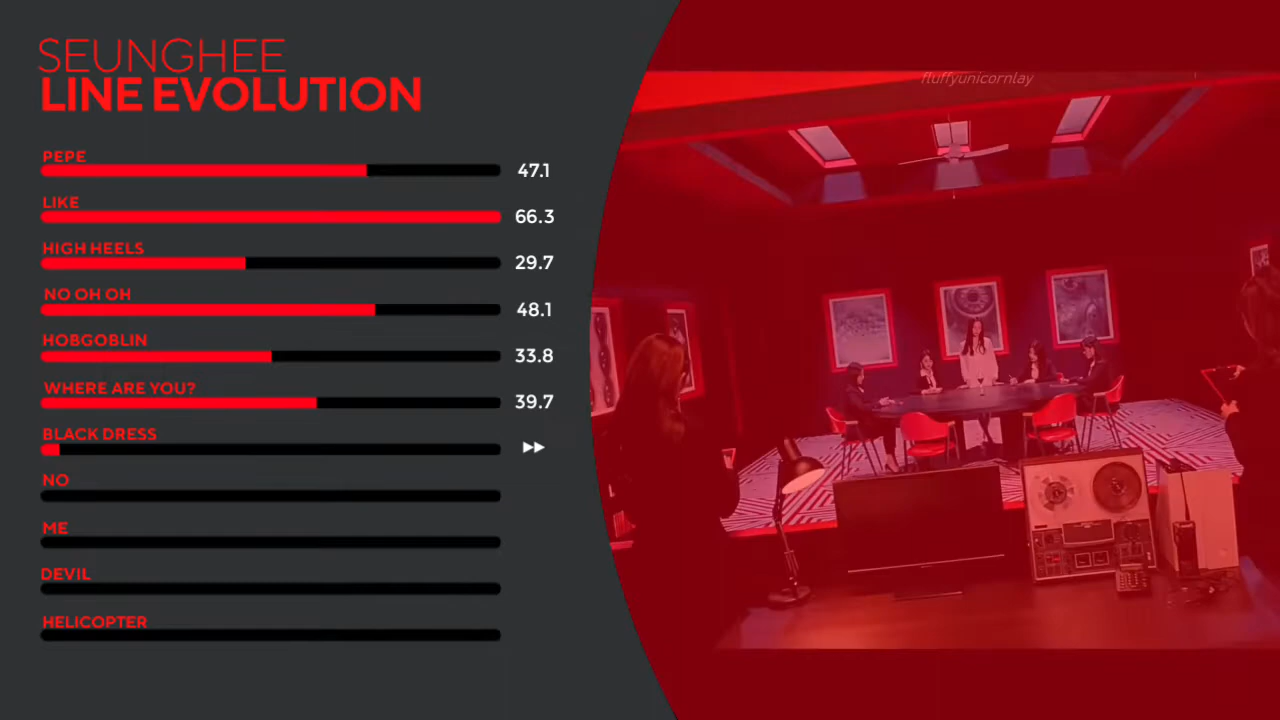 SEUNGHEE
LINE EVOLUTION
PEPE
47.1
LIKE
66.3
HIGH HEELS
29.7
NO OH OH
48.1
HOBGOBLIN
33.8
WHERE ARE YOU?
39.7
BLACK DRESS
NO
ME
DEVIL
HELICOPTER
fluffyunicornlay